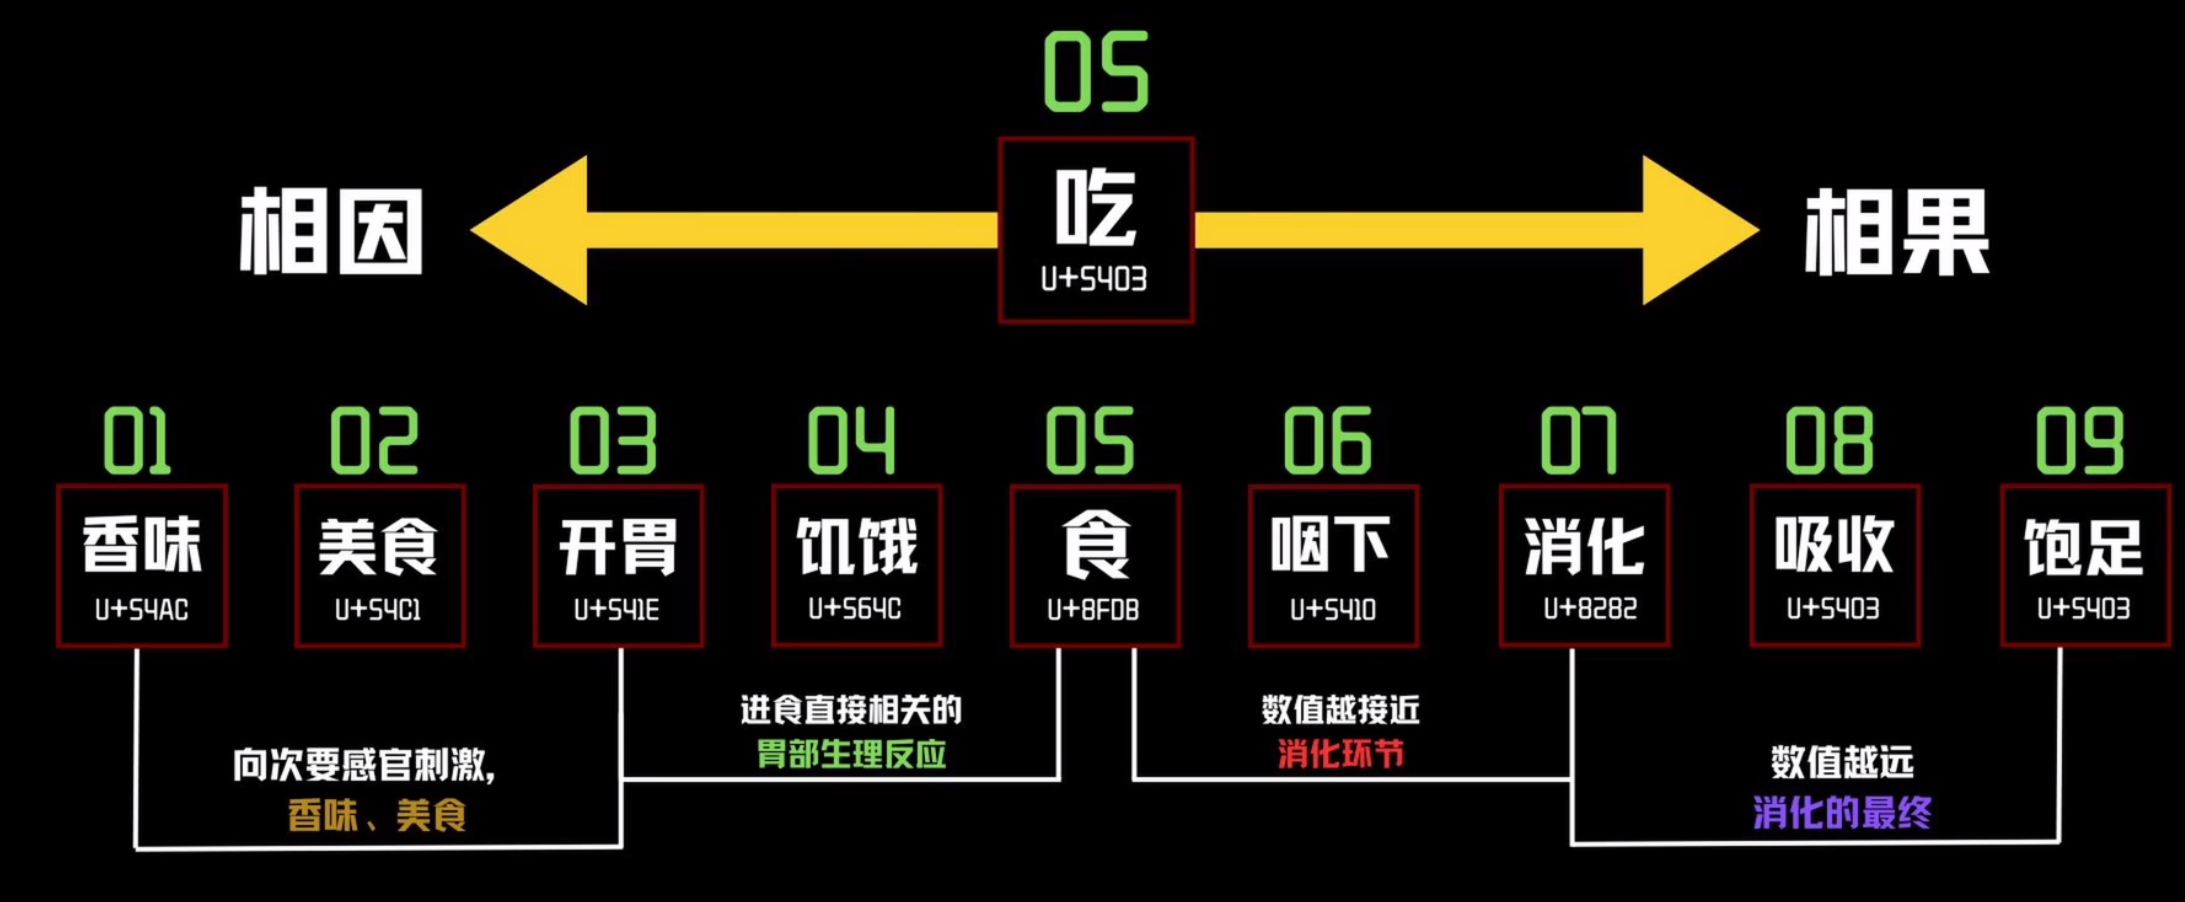 05
相因
吃
U+5403
相果
01
02
03
04
05
06
07
08
09
香味
美食
开胃
饥饿
食
咽下
消化
吸收
饱足
U+54AC
U+54C1
U+541E
U+564C
U+8FDB
U+5410
U+8282
U+5403
U+5403
向次要感官刺激,
香味、美食
进食直接相关的
胃部生理反应
数值越接近
消化环节
数值越远
消化的最终